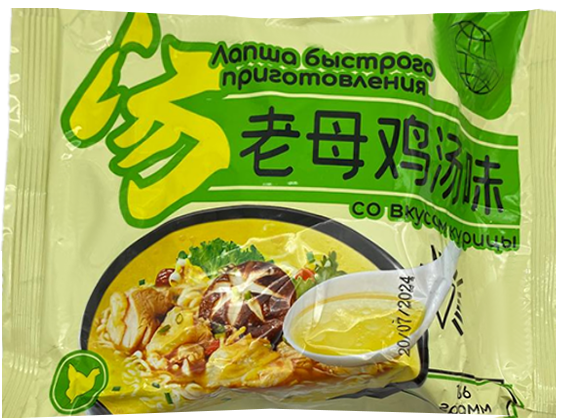 汤
Лапша быстрого
приготовления
老母鸡汤味
со вкусом курицы
20/07/2024